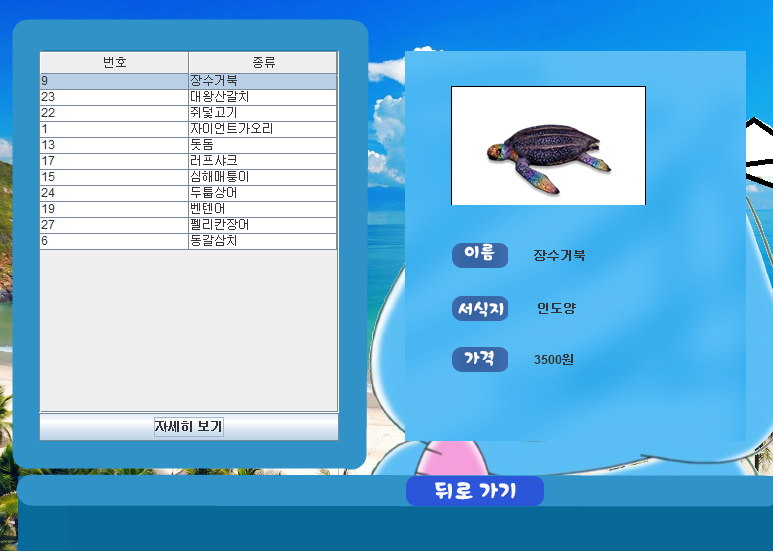 번호 종류
9 장수거북
23 대왕산갈치
22 쥐덫고기
1 자이언트가오리
13 돗돔
17 러프샤크
15 심해매퉁이
24 두툽상어
19 벤텐어
27 펠리칸장어
6 동갈삼치
자세히 보기
이름 장수거북
서식지 인도양
가격 3500원
뒤로 가기